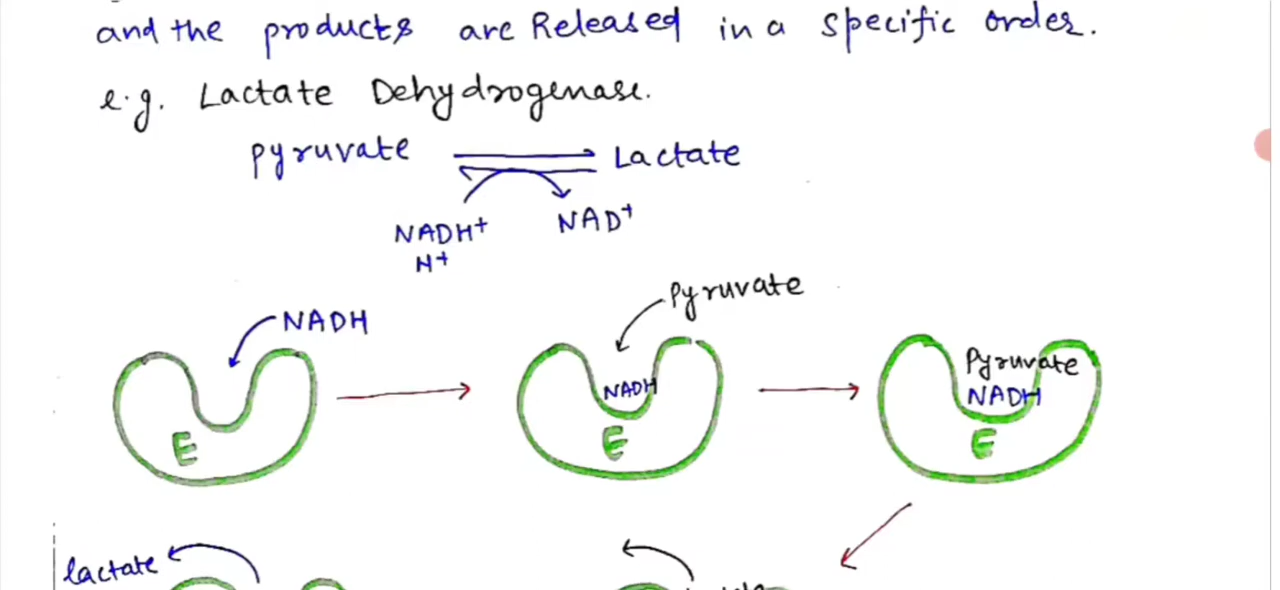 and the products are Released in a specific order.
e.g. Lactate Dehydrogenase.
Pyruvate ⇌ Lactate
NADH+ NAD+
H+
NADH
Pyruvate
NADH
Pyruvate
NADH
E
E
E
lactate